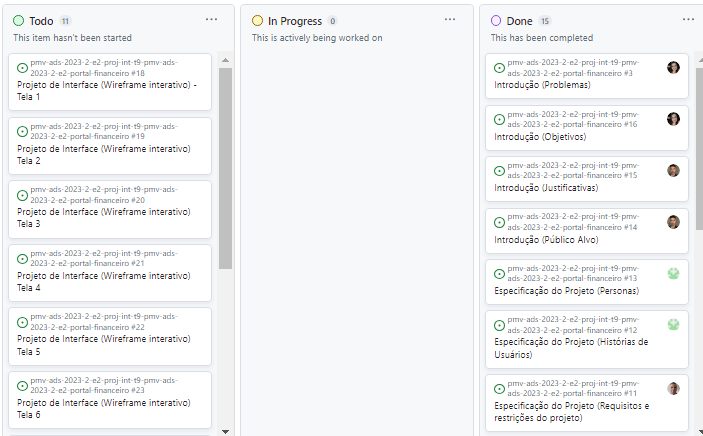 Todo 11
This item hasn't been started
pmv-ads-2023-2-e2-proj-int-t9-pmv-ads-
2023-2-e2-portal-financeiro #18
Projeto de Interface (Wireframe interativo) -
Tela 1
pmv-ads-2023-2-e2-proj-int-t9-pmv-ads-
2023-2-e2-portal-financeiro #19
Projeto de Interface (Wireframe interativo)
Tela 2
pmv-ads-2023-2-e2-proj-int-t9-pmv-ads-
2023-2-e2-portal-financeiro #20
Projeto de Interface (Wireframe interativo)
Tela 3
pmv-ads-2023-2-e2-proj-int-t9-pmv-ads-
2023-2-e2-portal-financeiro #21
Projeto de Interface (Wireframe interativo)
Tela 4
pmv-ads-2023-2-e2-proj-int-t9-pmv-ads-
2023-2-e2-portal-financeiro #22
Projeto de Interface (Wireframe interativo)
Tela 5
pmv-ads-2023-2-e2-proj-int-t9-pmv-ads-
2023-2-e2-portal-financeiro #23
Projeto de Interface (Wireframe interativo)
Tela 6
In Progress 0
This is actively being worked on
Done 15
This has been completed
pmv-ads-2023-2-e2-proj-int-t9-pmv-
ads-2023-2-e2-portal-financeiro #3
Introdução (Problemas)
pmv-ads-2023-2-e2-proj-int-t9-pmv-
ads-2023-2-e2-portal-financeiro #16
Introdução (Objetivos)
pmv-ads-2023-2-e2-proj-int-t9-pmv-
ads-2023-2-e2-portal-financeiro #15
Introdução (Justificativas)
pmv-ads-2023-2-e2-proj-int-t9-pmv-
ads-2023-2-e2-portal-financeiro #14
Introdução (Público Alvo)
pmv-ads-2023-2-e2-proj-int-t9-pmv-
ads-2023-2-e2-portal-financeiro #13
Especificação do Projeto (Personas)
pmv-ads-2023-2-e2-proj-int-t9-pmv-
ads-2023-2-e2-portal-financeiro #12
Especificação do Projeto (Histórias de
Usuários)
pmv-ads-2023-2-e2-proj-int-t9-pmv-
ads-2023-2-e2-portal-financeiro #11
Especificação do Projeto (Requisitos e
restrições do projeto)